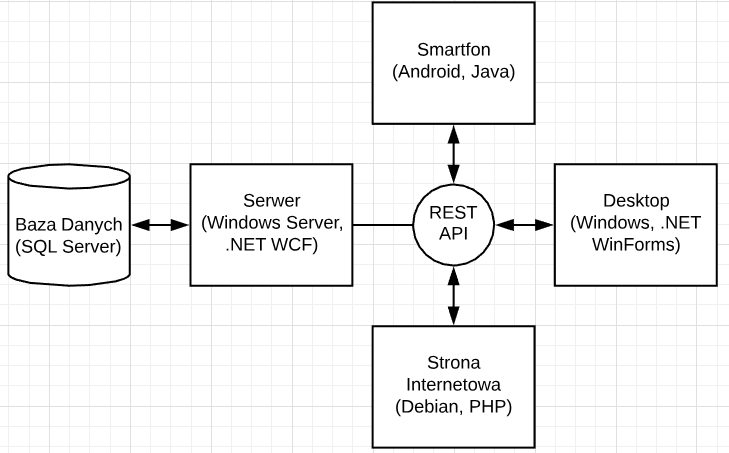 Smartfon
(Android, Java)
Baza Danych
(SQL Server)
Serwer
(Windows Server,
.NET WCF)
REST
API
Desktop
(Windows, .NET
WinForms)
Strona
Internetowa
(Debian, PHP)